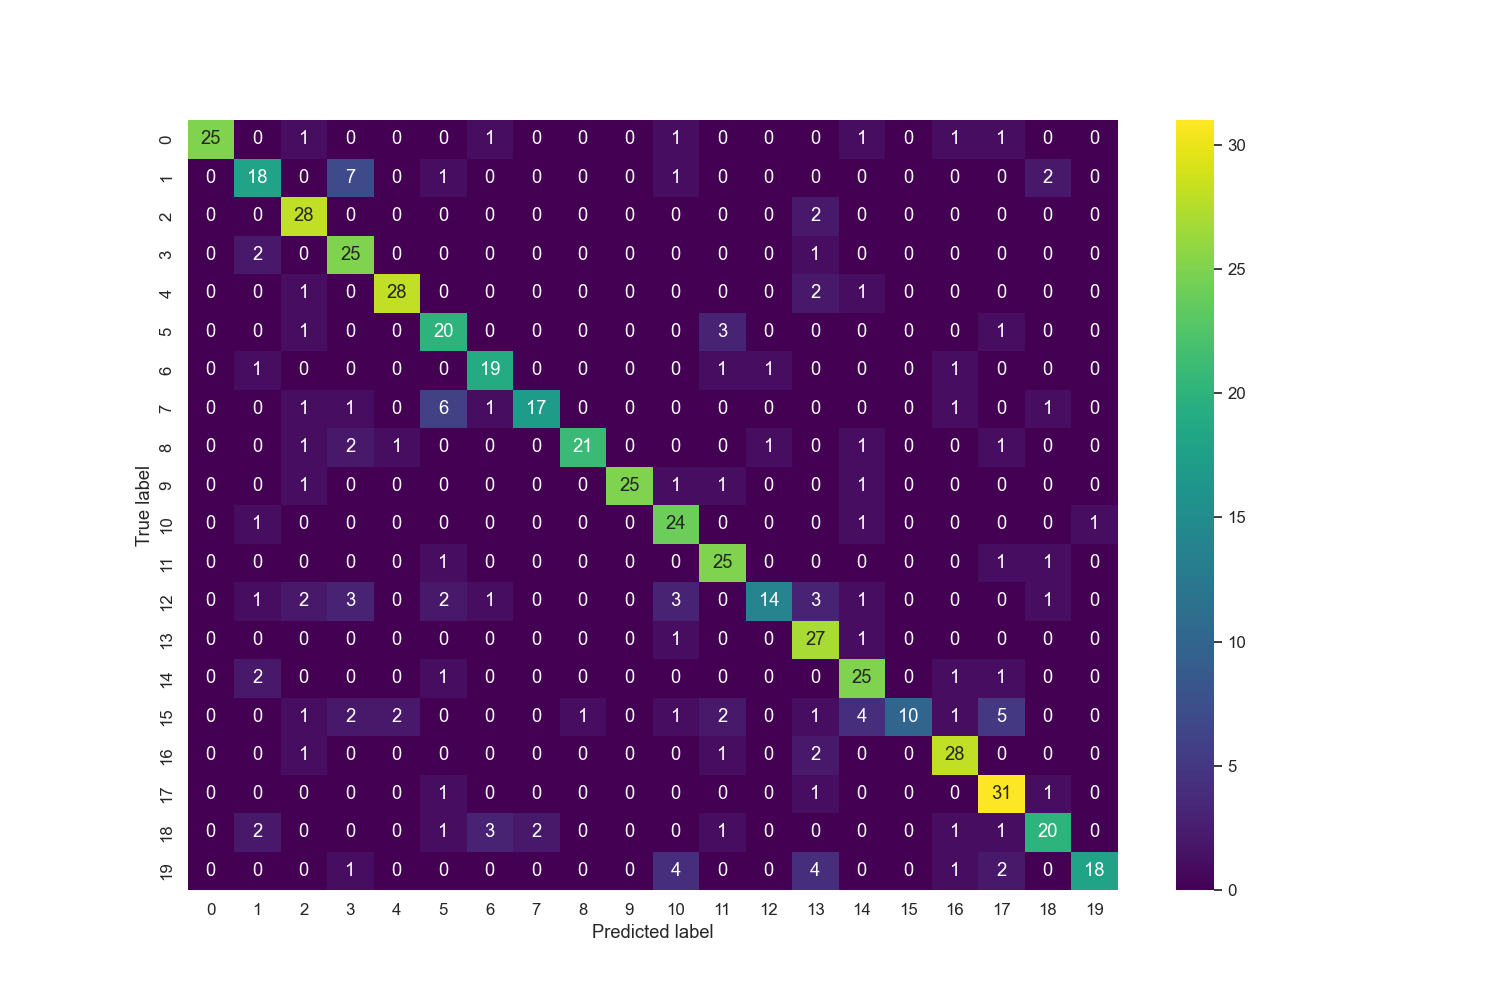 0 25 0 1 0 0 0 1 0 0 0 1 0 0 0 1 0 1 1 0 0
1 0 18 0 7 0 1 0 0 0 0 1 0 0 0 0 0 0 0 2 0
2 0 0 28 0 0 0 0 0 0 0 0 0 0 2 0 0 0 0 0 0
3 0 2 0 25 0 0 0 0 0 0 0 0 0 1 0 0 0 0 0 0
4 0 0 1 0 28 0 0 0 0 0 0 0 0 2 1 0 0 0 0 0
5 0 0 1 0 0 20 0 0 0 0 0 3 0 0 0 0 0 1 0 0
6 0 1 0 0 0 0 19 0 0 0 0 1 1 0 0 0 1 0 0 0
7 0 0 1 1 0 6 1 17 0 0 0 0 0 0 0 0 1 0 1 0
8 0 0 1 2 1 0 0 0 21 0 0 0 1 0 1 0 0 1 0 0
9 0 0 1 0 0 0 0 0 0 25 1 1 0 0 1 0 0 0 0 0
10 0 1 0 0 0 0 0 0 0 0 24 0 0 0 1 0 0 0 0 1
11 0 0 0 0 0 1 0 0 0 0 0 25 0 0 0 0 0 1 1 0
12 0 1 2 3 0 2 1 0 0 0 3 0 14 3 1 0 0 0 1 0
13 0 0 0 0 0 0 0 0 0 0 1 0 0 27 1 0 0 0 0 0
14 0 2 0 0 0 1 0 0 0 0 0 0 0 0 25 0 1 1 0 0
15 0 0 1 2 2 0 0 0 1 0 1 2 0 1 4 10 1 5 0 0
16 0 0 1 0 0 0 0 0 0 0 0 1 0 2 0 0 28 0 0 0
17 0 0 0 0 0 1 0 0 0 0 0 0 0 1 0 0 0 31 1 0
18 0 2 0 0 0 1 3 2 0 0 0 1 0 0 0 0 1 1 20 0
19 0 0 0 1 0 0 0 0 0 0 4 0 0 4 0 0 1 2 0 18
0 1 2 3 4 5 6 7 8 9 10 11 12 13 14 15 16 17 18 19
Predicted label
True label
30
25
20
15
10
5
0